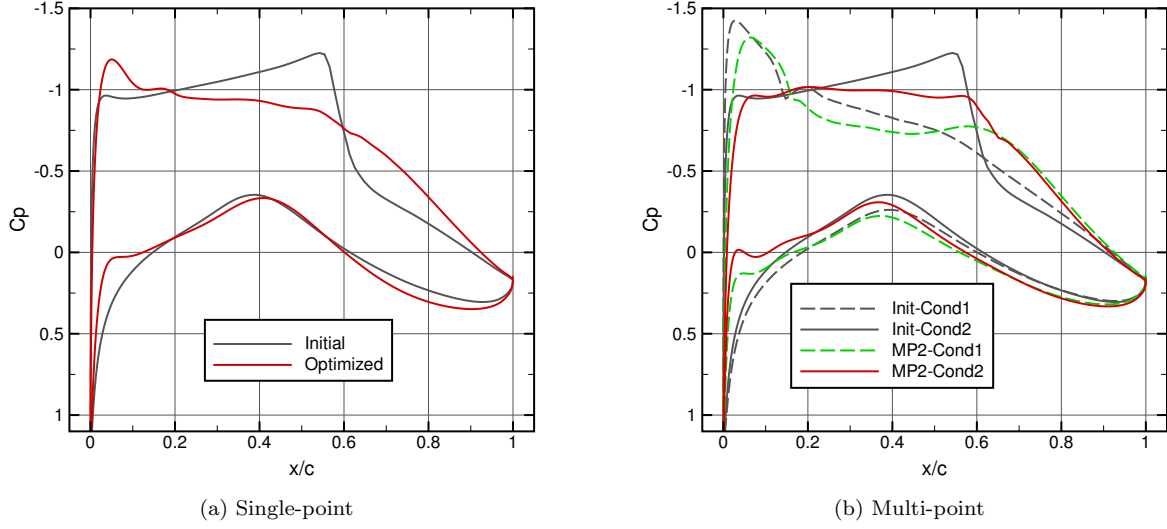 -1.5
-1
-0.5
0
0.5
1
Cp
0
0.2
0.4
0.6
0.8
1
x/c
Initial
Optimized
(a) Single-point
-1.5
-1
-0.5
0
0.5
1
Cp
0
0.2
0.4
0.6
0.8
1
x/c
Init-Cond1
Init-Cond2
MP2-Cond1
MP2-Cond2
(b) Multi-point